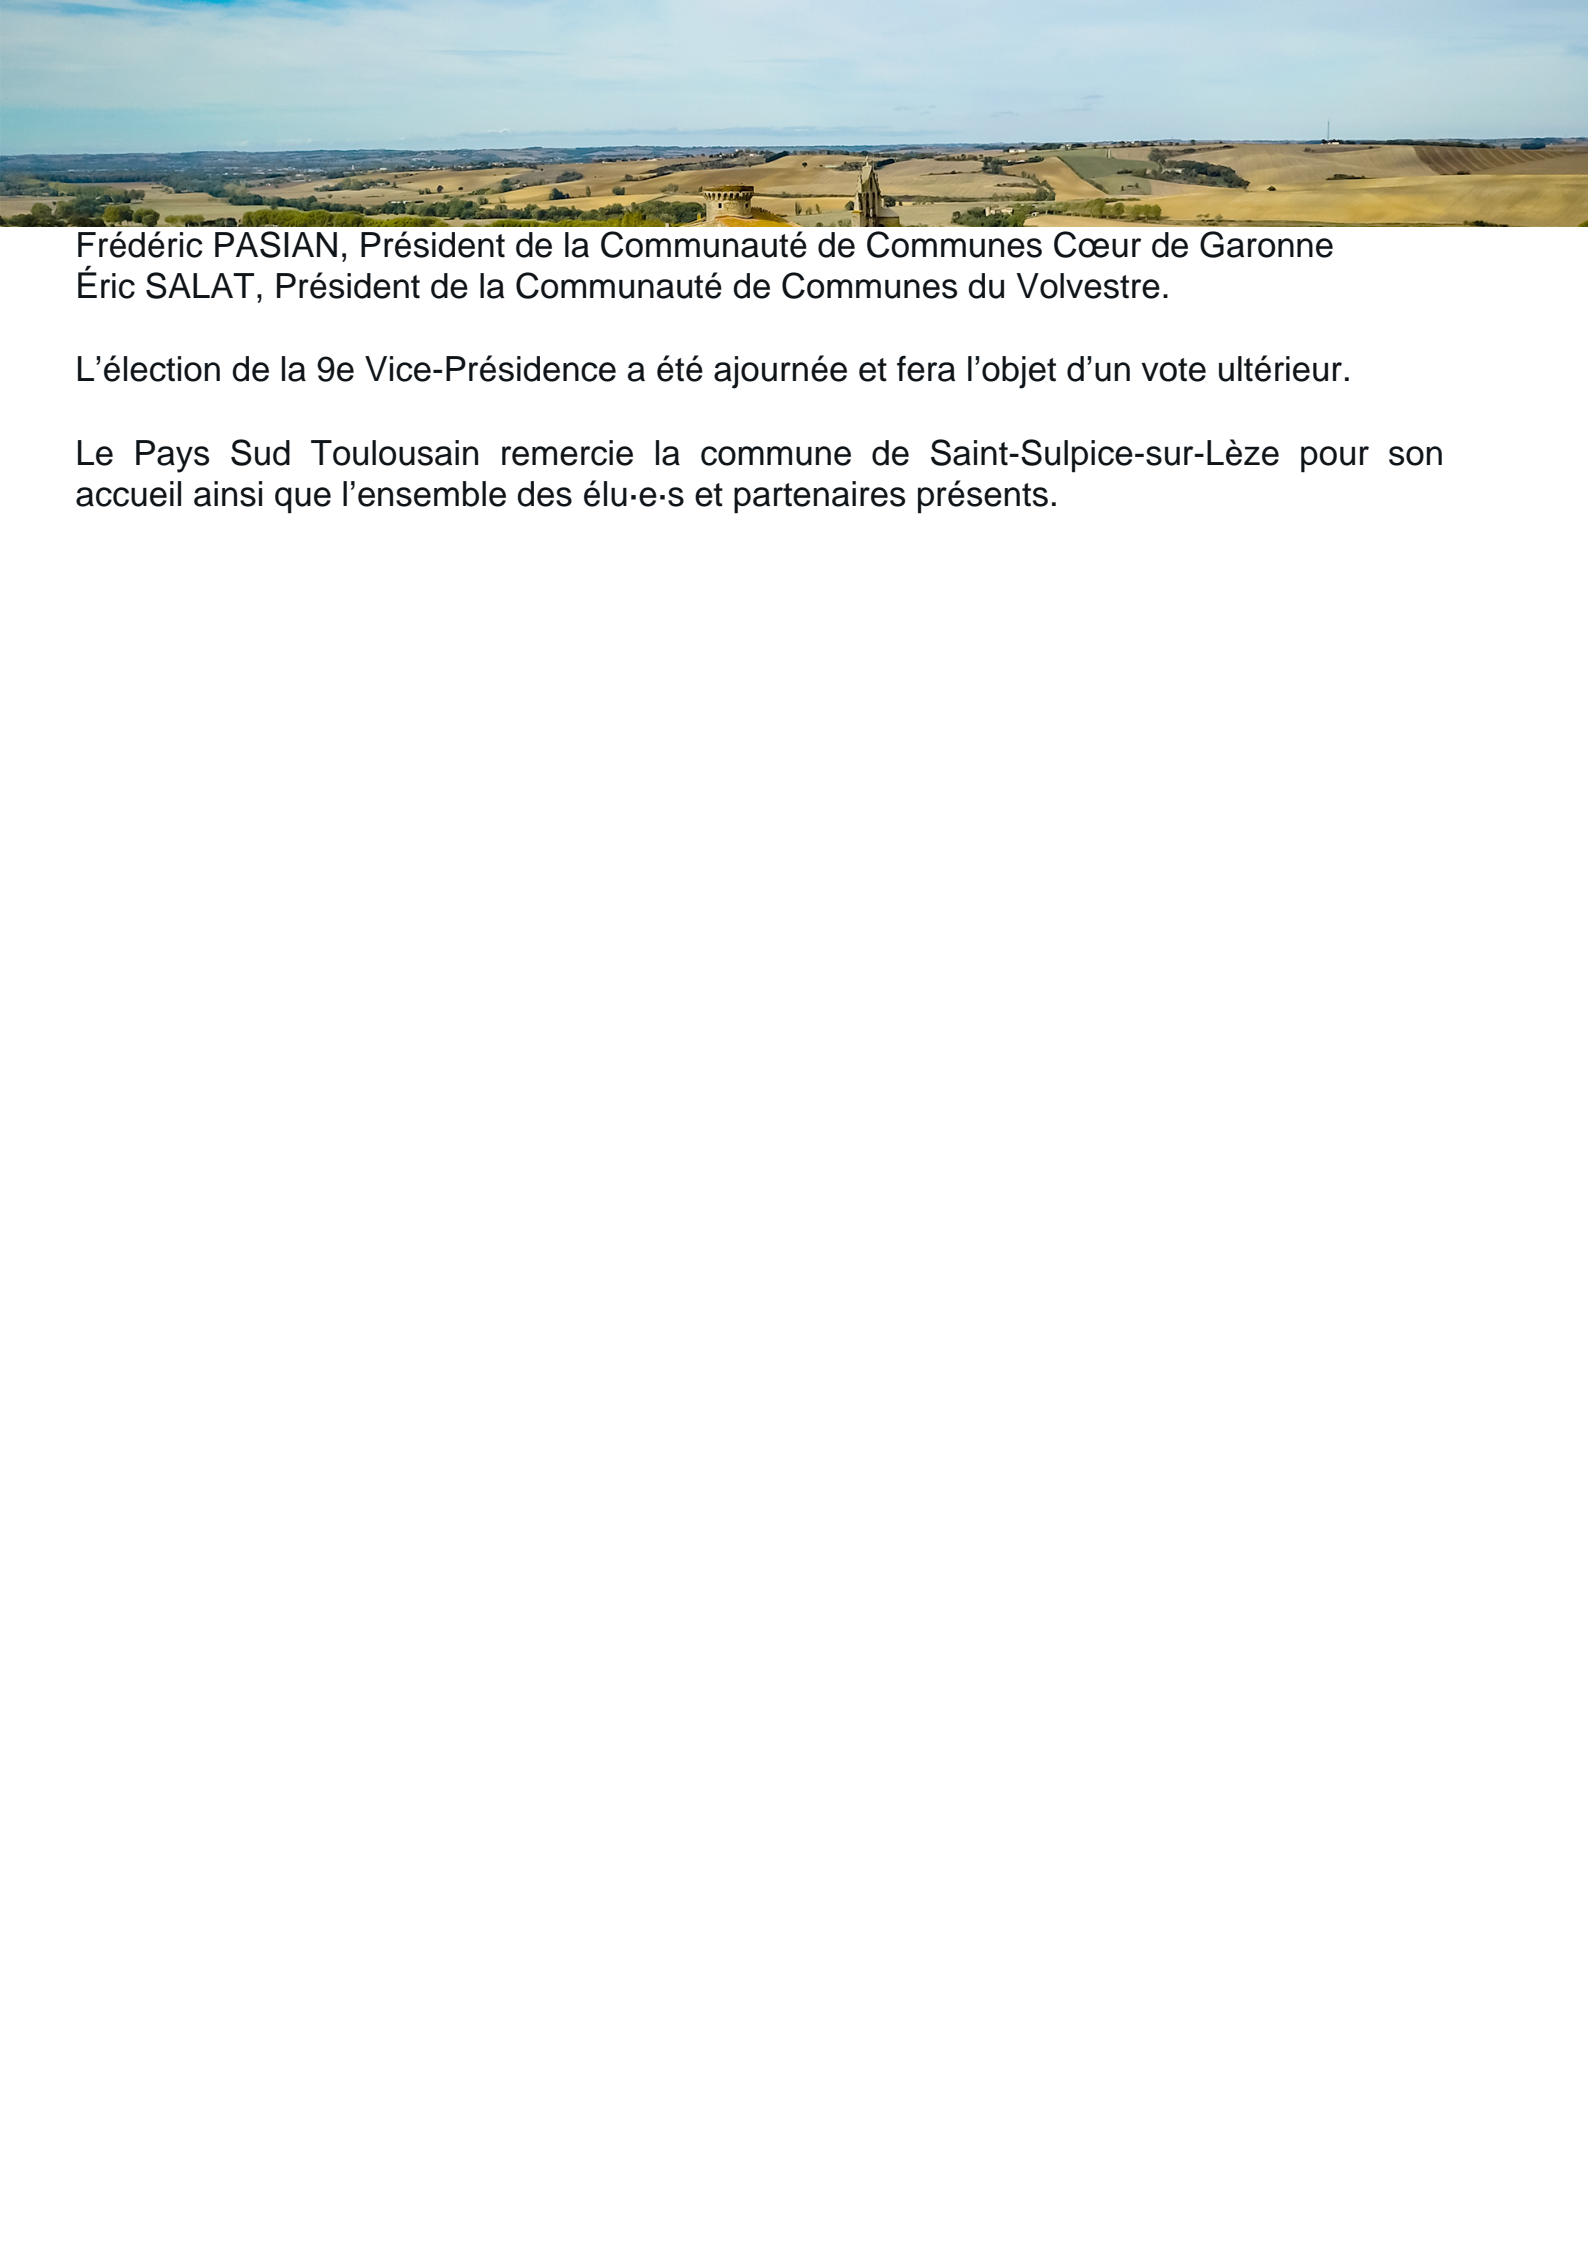 Frédéric PASIAN, Président de la Communauté de Communes Cœur de Garonne
Éric SALAT, Président de la Communauté de Communes du Volvestre.
L’élection de la 9e Vice-Présidence a été ajournée et fera l’objet d’un vote ultérieur.
Le Pays Sud Toulousain remercie la commune de Saint-Sulpice-sur-Lèze pour son
accueil ainsi que l’ensemble des élu·e·s et partenaires présents.